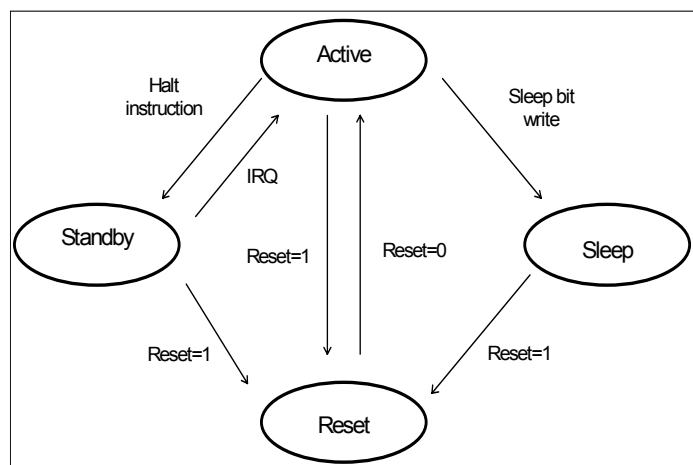 Active
Halt
instruction
Sleep bit
write
IRQ
Standby
Reset=1
Reset=0
Sleep
Reset=1
Reset=1
Reset